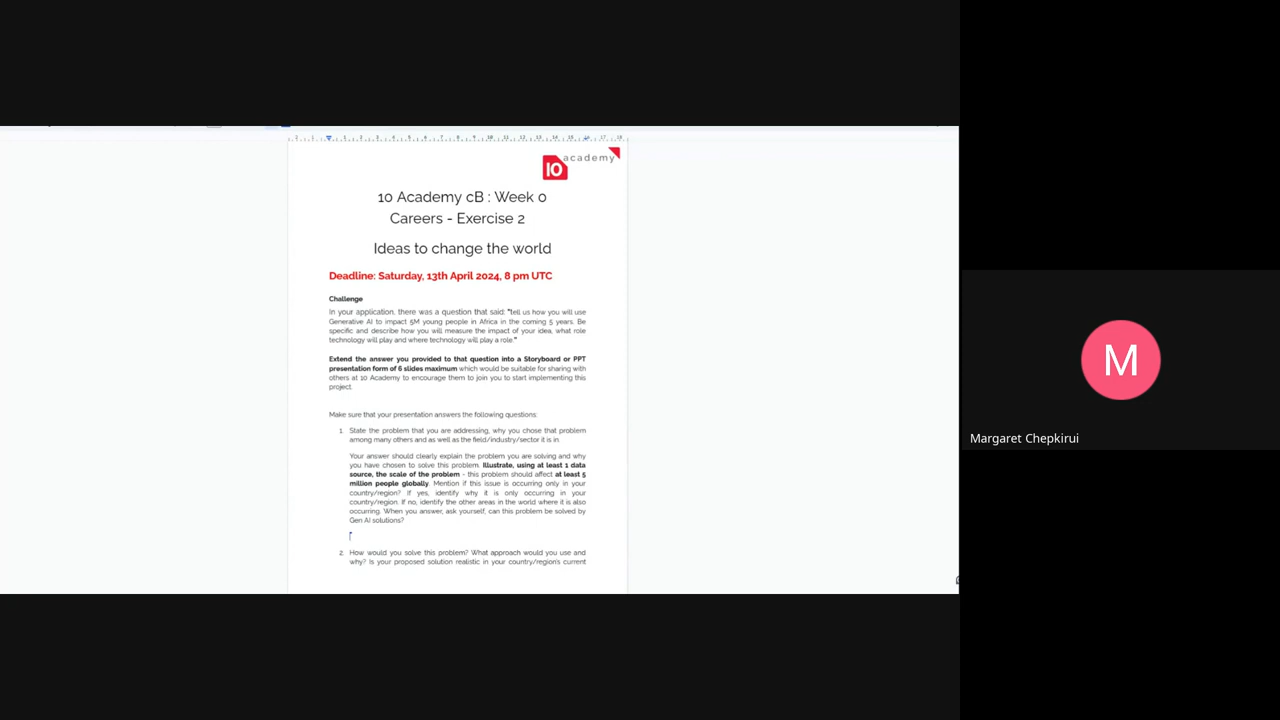 10 academy
10 Academy cB : Week 0
Careers - Exercise 2
Ideas to change the world
Deadline: Saturday, 13th April 2024, 8 pm UTC
Challenge
In your application, there was a question that said: "tell us how you will use
Generative AI to impact 5M young people in Africa in the coming 5 years. Be
specific and describe how you will measure the impact of your idea, what role
technology will play and where technology will play a role."
Extend the answer you provided to that question into a Storyboard or PPT
presentation form of 6 slides maximum which would be suitable for sharing with
others at 10 Academy to encourage them to join you to start implementing this
project.
Make sure that your presentation answers the following questions:
1. State the problem that you are addressing, why you chose that problem
among many others and as well as the field/industry/sector it is in.
Your answer should clearly explain the problem you are solving and why
you have chosen to solve this problem. Illustrate, using at least 1 data
source, the scale of the problem - this problem should affect at least 5
million people globally. Mention if this issue is occurring only in your
country/region? If yes, identify why it is only occurring in your
country/region. If no, identify the other areas in the world where it is also
occurring. When you answer, ask yourself, can this problem be solved by
Gen AI solutions?
2. How would you solve this problem? What approach would you use and
why? Is your proposed solution realistic in your country/region's current
M
Margaret Chepkirui